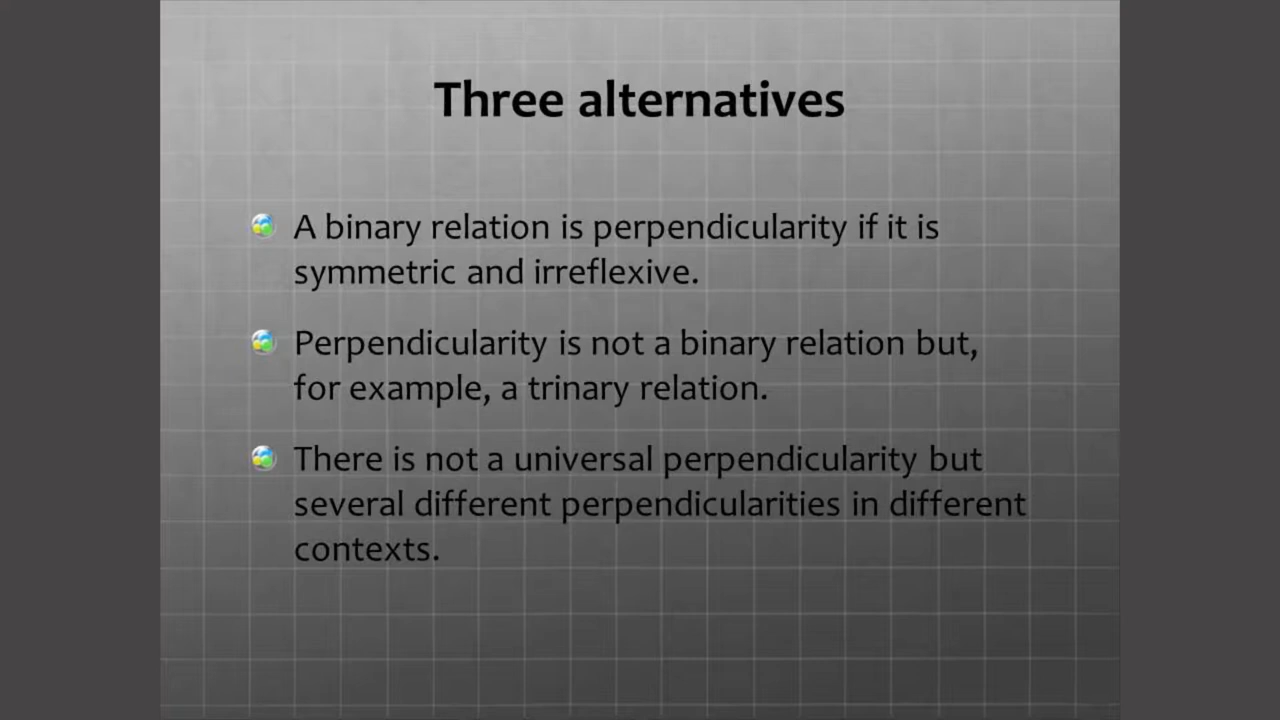 Three alternatives
A binary relation is perpendicularity if it is
symmetric and irreflexive.
Perpendicularity is not a binary relation but,
for example, a trinary relation.
There is not a universal perpendicularity but
several different perpendicularities in different
contexts.